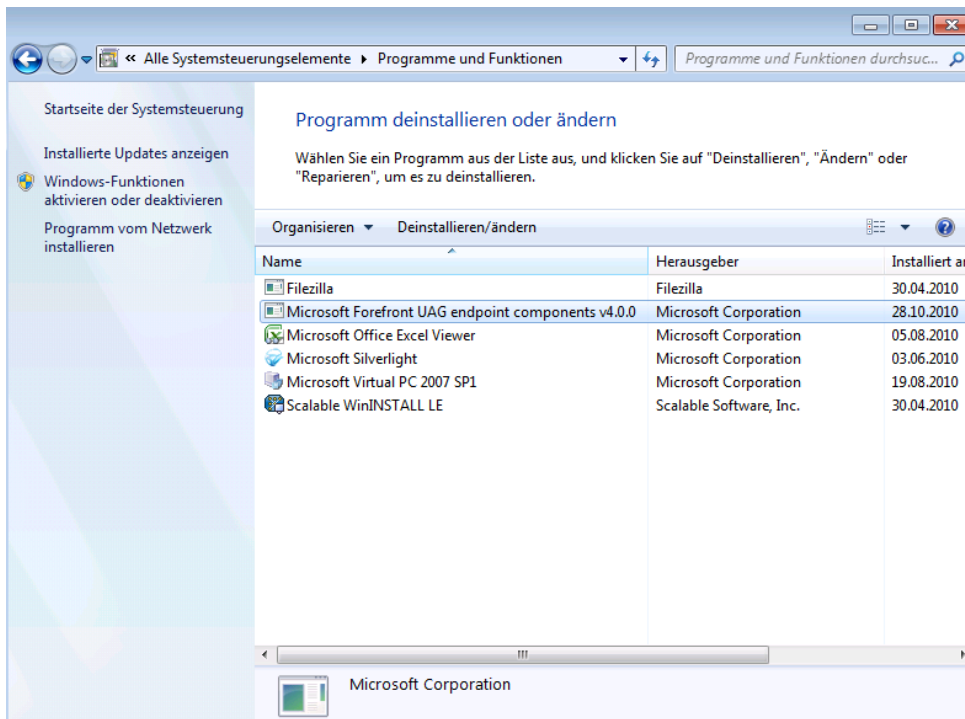 « Alle Systemsteuerungselemente Programme und Funktionen Programme und Funktionen durchsuc...
Startseite der Systemsteuerung
Installierte Updates anzeigen
Windows-Funktionen
aktivieren oder deaktivieren
Programm vom Netzwerk
installieren
Programm deinstallieren oder ändern
Wählen Sie ein Programm aus der Liste aus, und klicken Sie auf "Deinstallieren", "Ändern" oder
"Reparieren", um es zu deinstallieren.
Organisieren Deinstallieren/ändern
Name Herausgeber Installiert an
Filezilla Filezilla 30.04.2010
Microsoft Forefront UAG endpoint components v4.0.0 Microsoft Corporation 28.10.2010
Microsoft Office Excel Viewer Microsoft Corporation 05.08.2010
Microsoft Silverlight Microsoft Corporation 03.06.2010
Microsoft Virtual PC 2007 SP1 Microsoft Corporation 19.08.2010
Scalable WinINSTALL LE Scalable Software, Inc. 30.04.2010
Microsoft Corporation